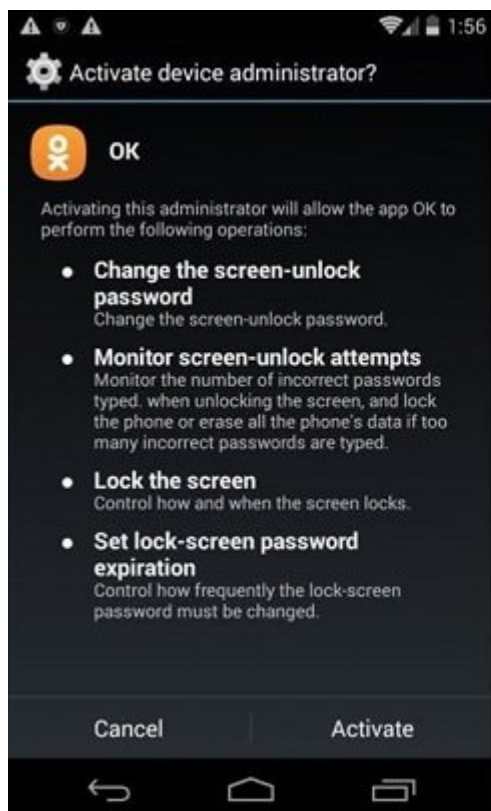 1:56
Activate device administrator?
OK
Activating this administrator will allow the app OK to
perform the following operations:
● Change the screen-unlock
password
Change the screen-unlock password.
● Monitor screen-unlock attempts
Monitor the number of incorrect passwords
typed. when unlocking the screen, and lock
the phone or erase all the phone's data if too
many incorrect passwords are typed.
● Lock the screen
Control how and when the screen locks.
● Set lock-screen password
expiration
Control how frequently the lock-screen
password must be changed.
Cancel
Activate